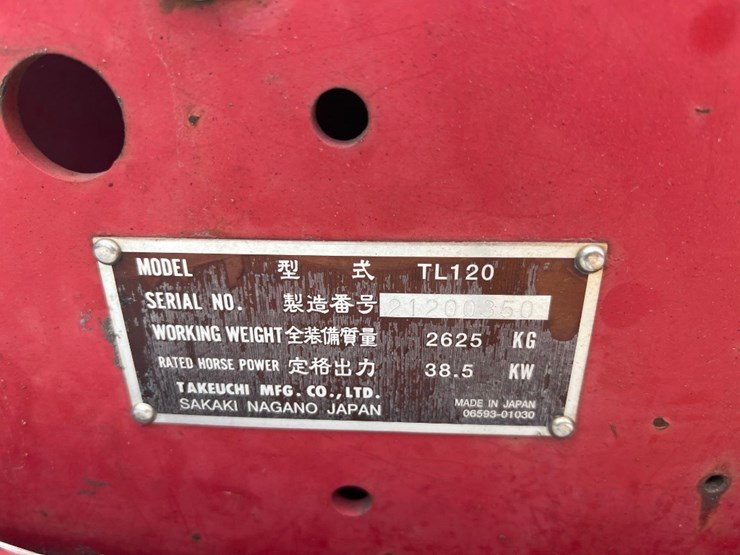 MODEL 型 式 TL120
SERIAL NO. 製造番号
WORKING WEIGHT 全装備質量 2625 KG
RATED HORSE POWER 定格出力 38.5 KW
TAKEUCHI MFG. CO., LTD.
SAKAKI NAGANO JAPAN
MADE IN JAPAN
06593-01030